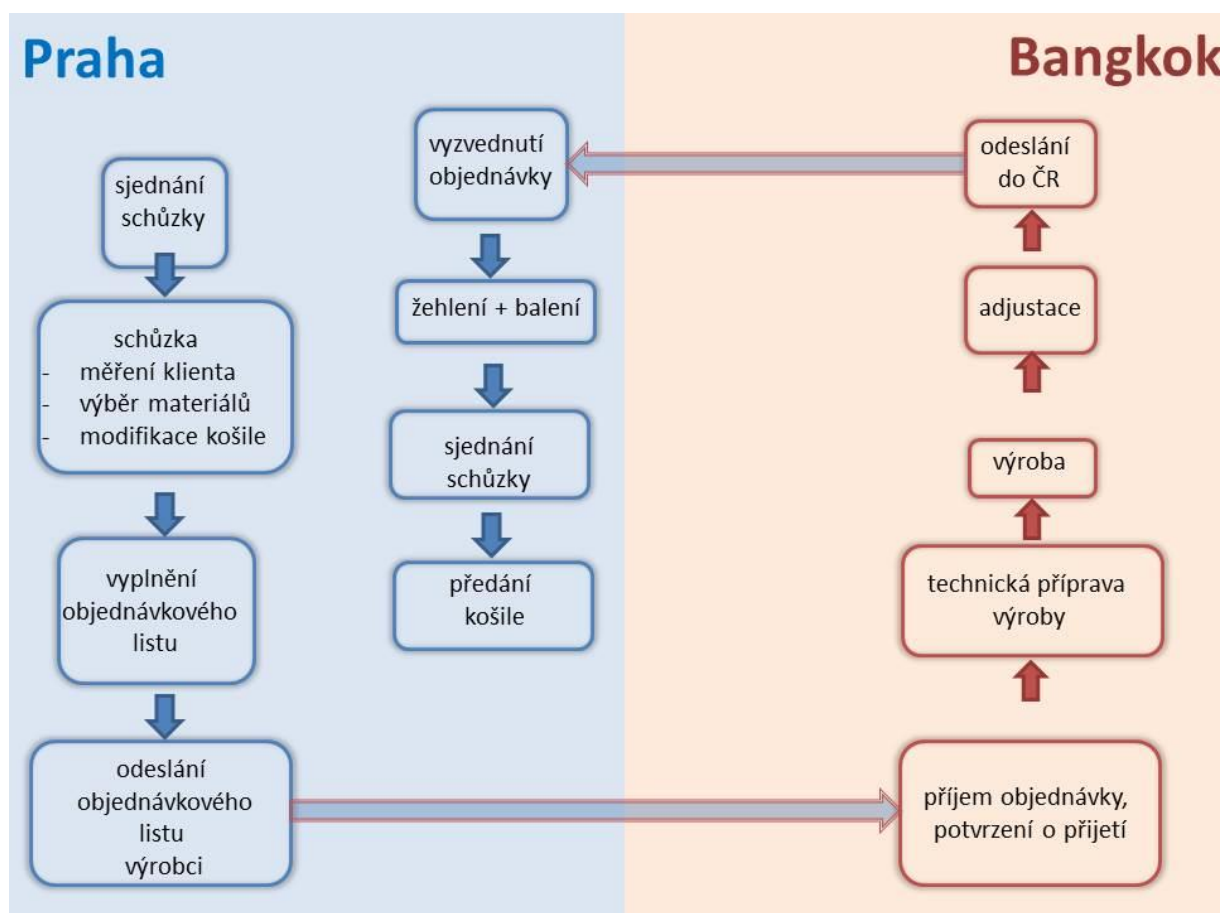 Praha
Bangkok
sjednání
schůzky
schůzka
- měření klienta
- výběr materiálů
- modifikace košile
vyplnění
objednávkového
listu
odeslání
objednávkového
listu
výrobci
vyzvednutí
objednávky
žehlení + balení
sjednání
schůzky
předání
košile
odeslání
do ČR
adjustace
výroba
technická příprava
výroby
příjem objednávky,
potvrzení o přijetí